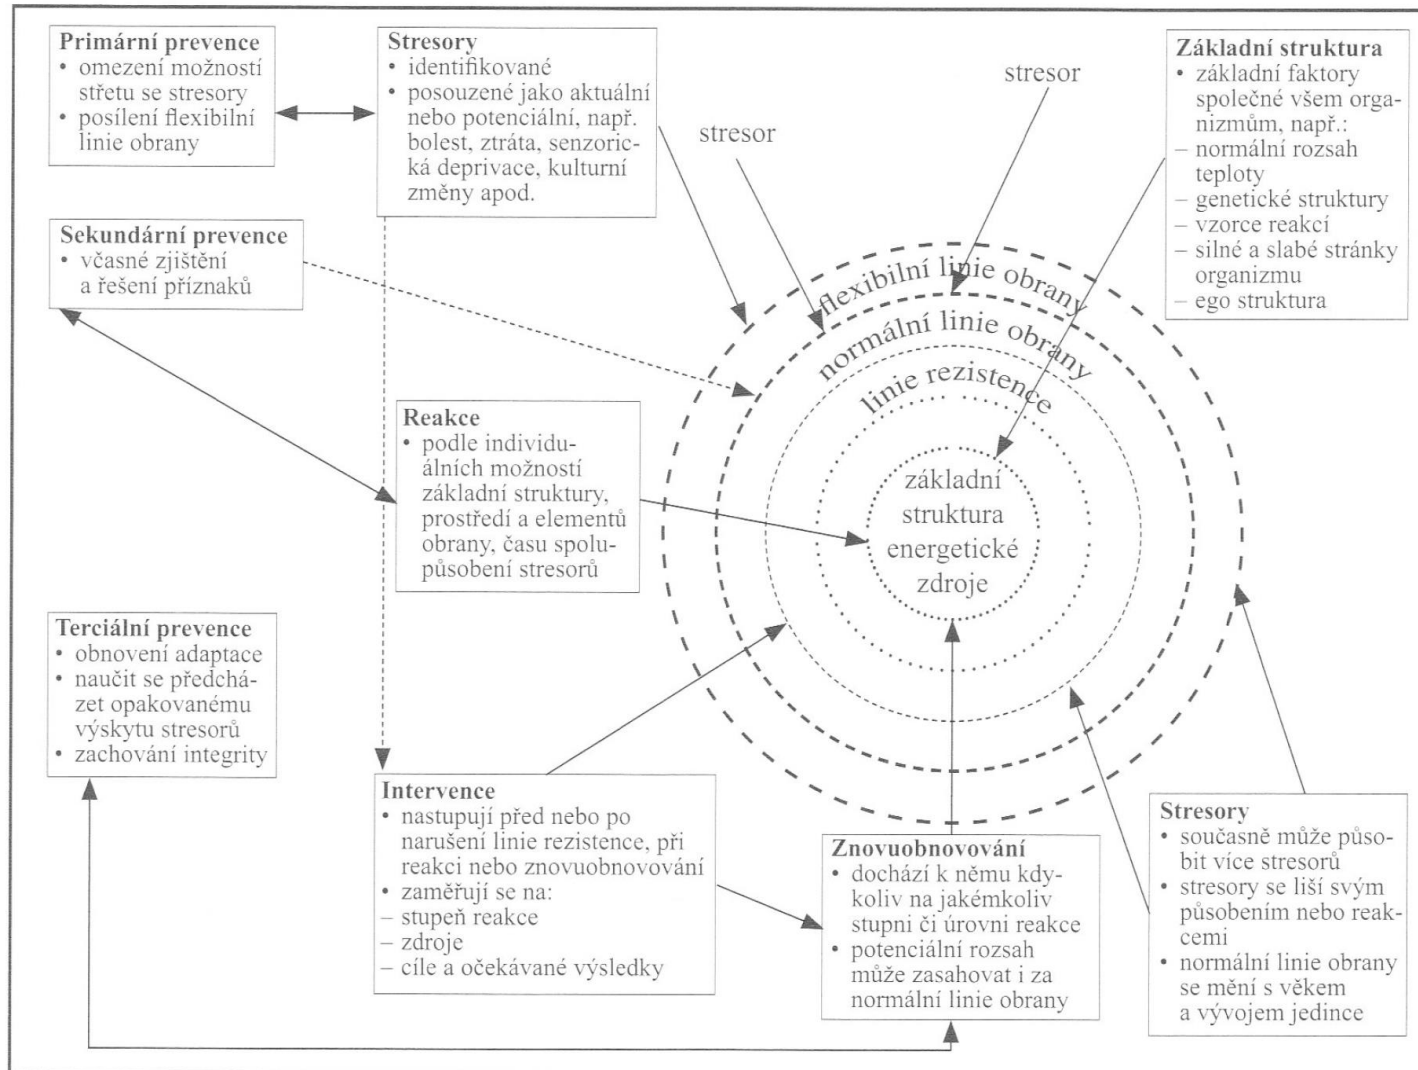 Primární prevence
• omezení možností
střetu se stresory
• posílení flexibilní
linie obrany
Stresory
• identifikované
• posouzené jako aktuální
nebo potenciální, např.
bolest, ztráta, senzoric-
ká deprivace, kulturní
změny apod.
stresor
stresor
Základní struktura
• základní faktory
společné všem orga-
nizmům, např.:
– normální rozsah
teploty
– genetické struktury
– vzorce reakcí
– silné a slabé stránky
organizmu
– ego struktura
Sekundární prevence
• včasné zjištění
a řešení příznaků
flexibilní linie obrany
normální linie obrany
linie rezistence
základní
struktura
energetické
zdroje
Reakce
• podle individu-
álních možností
základní struktury,
prostředí a elementů
obrany, času spolu-
působení stresorů
Terciální prevence
• obnovení adaptace
• naučit se předchá-
zet opakovanému
výskytu stresorů
• zachování integrity
Intervence
• nastupují před nebo po
narušení linie rezistence, při
reakci nebo znovuobnovování
• zaměřují se na:
– stupeň reakce
– zdroje
– cíle a očekávané výsledky
Znovuobnovování
• dochází k němu kdy-
koliv na jakémkoliv
stupni či úrovni reakce
• potenciální rozsah
může zasahovat i za
normální linie obrany
Stresory
• současně může půso-
bit více stresorů
• stresory se liší svým
působením nebo reak-
cemi
• normální linie obrany
se mění s věkem
a vývojem jedince